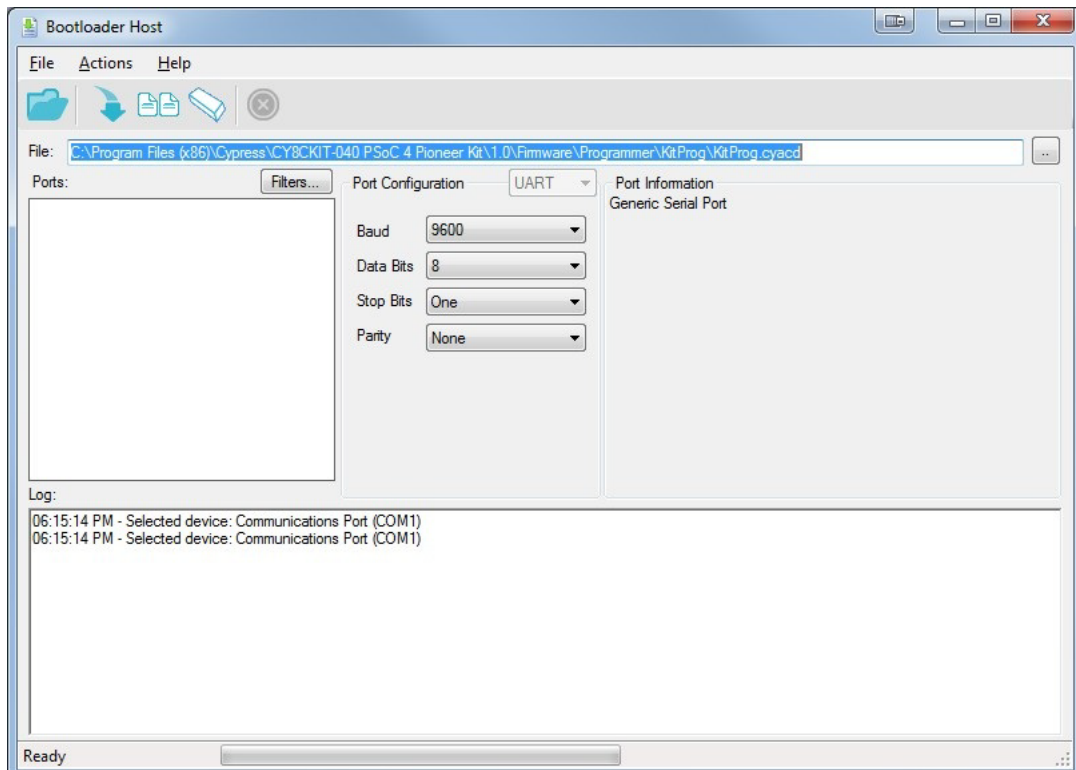 Bootloader Host
File Actions Help
File: C:\Program Files (x86)\Cypress\CY8CKIT-040 PSoC 4 Pioneer Kit\1.0\Firmware\Programmer\KitProg\KitProg.cyacd ..
Ports: Filters...
Port Configuration UART
Baud 9600
Data Bits 8
Stop Bits One
Parity None
Port Information
Generic Serial Port
Log:
06:15:14 PM - Selected device: Communications Port (COM1)
06:15:14 PM - Selected device: Communications Port (COM1)
Ready